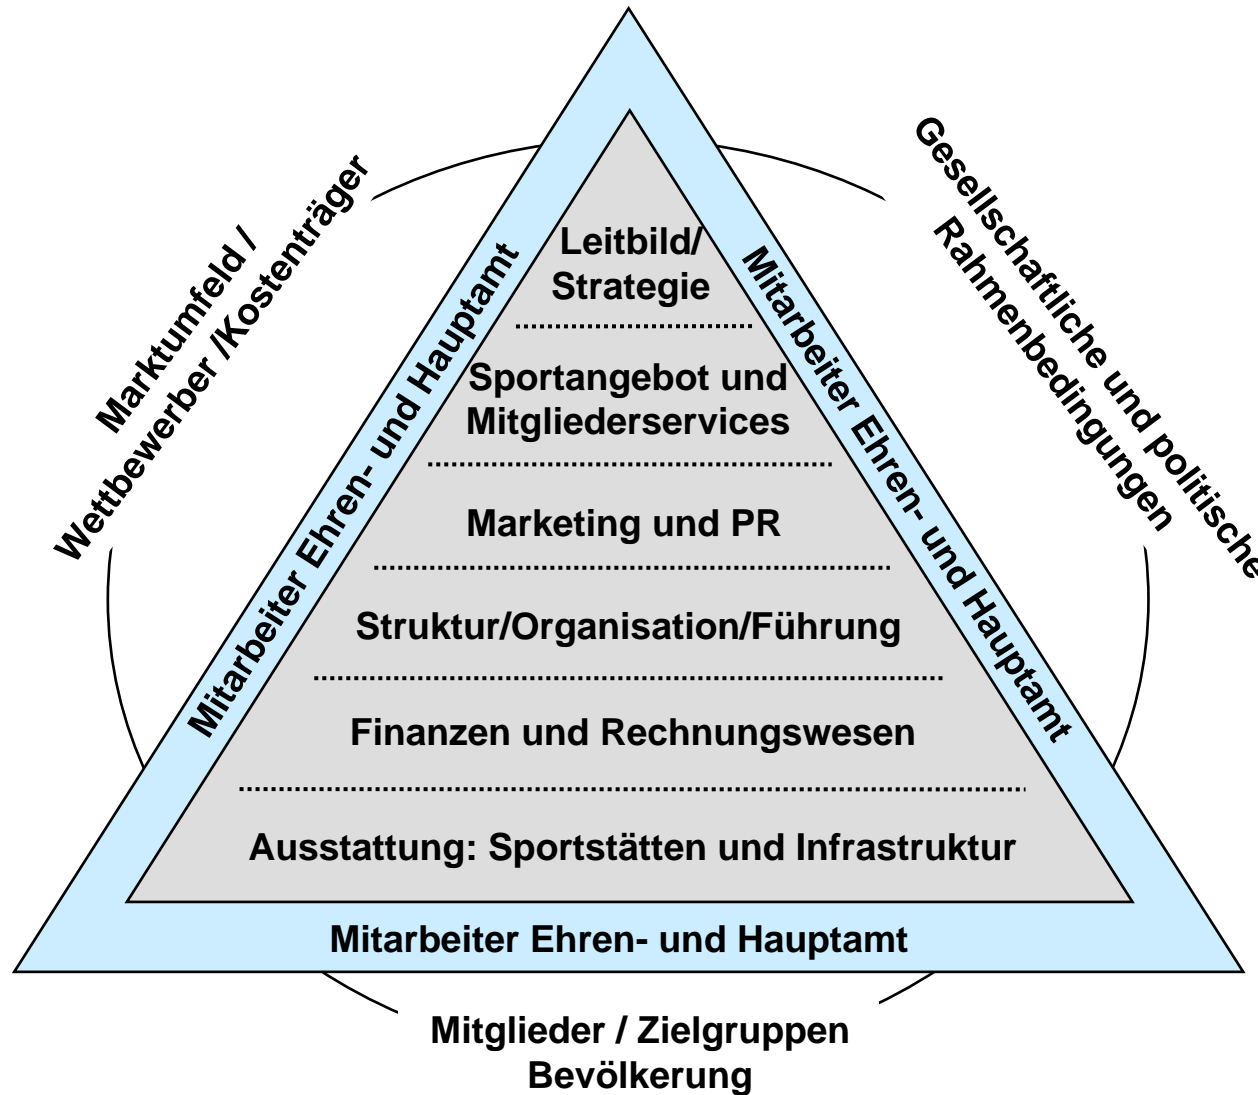 Marktumfeld /
Wettbewerber /Kostenträger
Gesellschaftliche und politische
Rahmenbedingungen
Mitarbeiter Ehren- und Hauptamt
Mitarbeiter Ehren- und Hauptamt
Leitbild/
Strategie
Sportangebot und
Mitgliederservices
Marketing und PR
Struktur/Organisation/Führung
Finanzen und Rechnungswesen
Ausstattung: Sportstätten und Infrastruktur
Mitarbeiter Ehren- und Hauptamt
Mitglieder / Zielgruppen
Bevölkerung